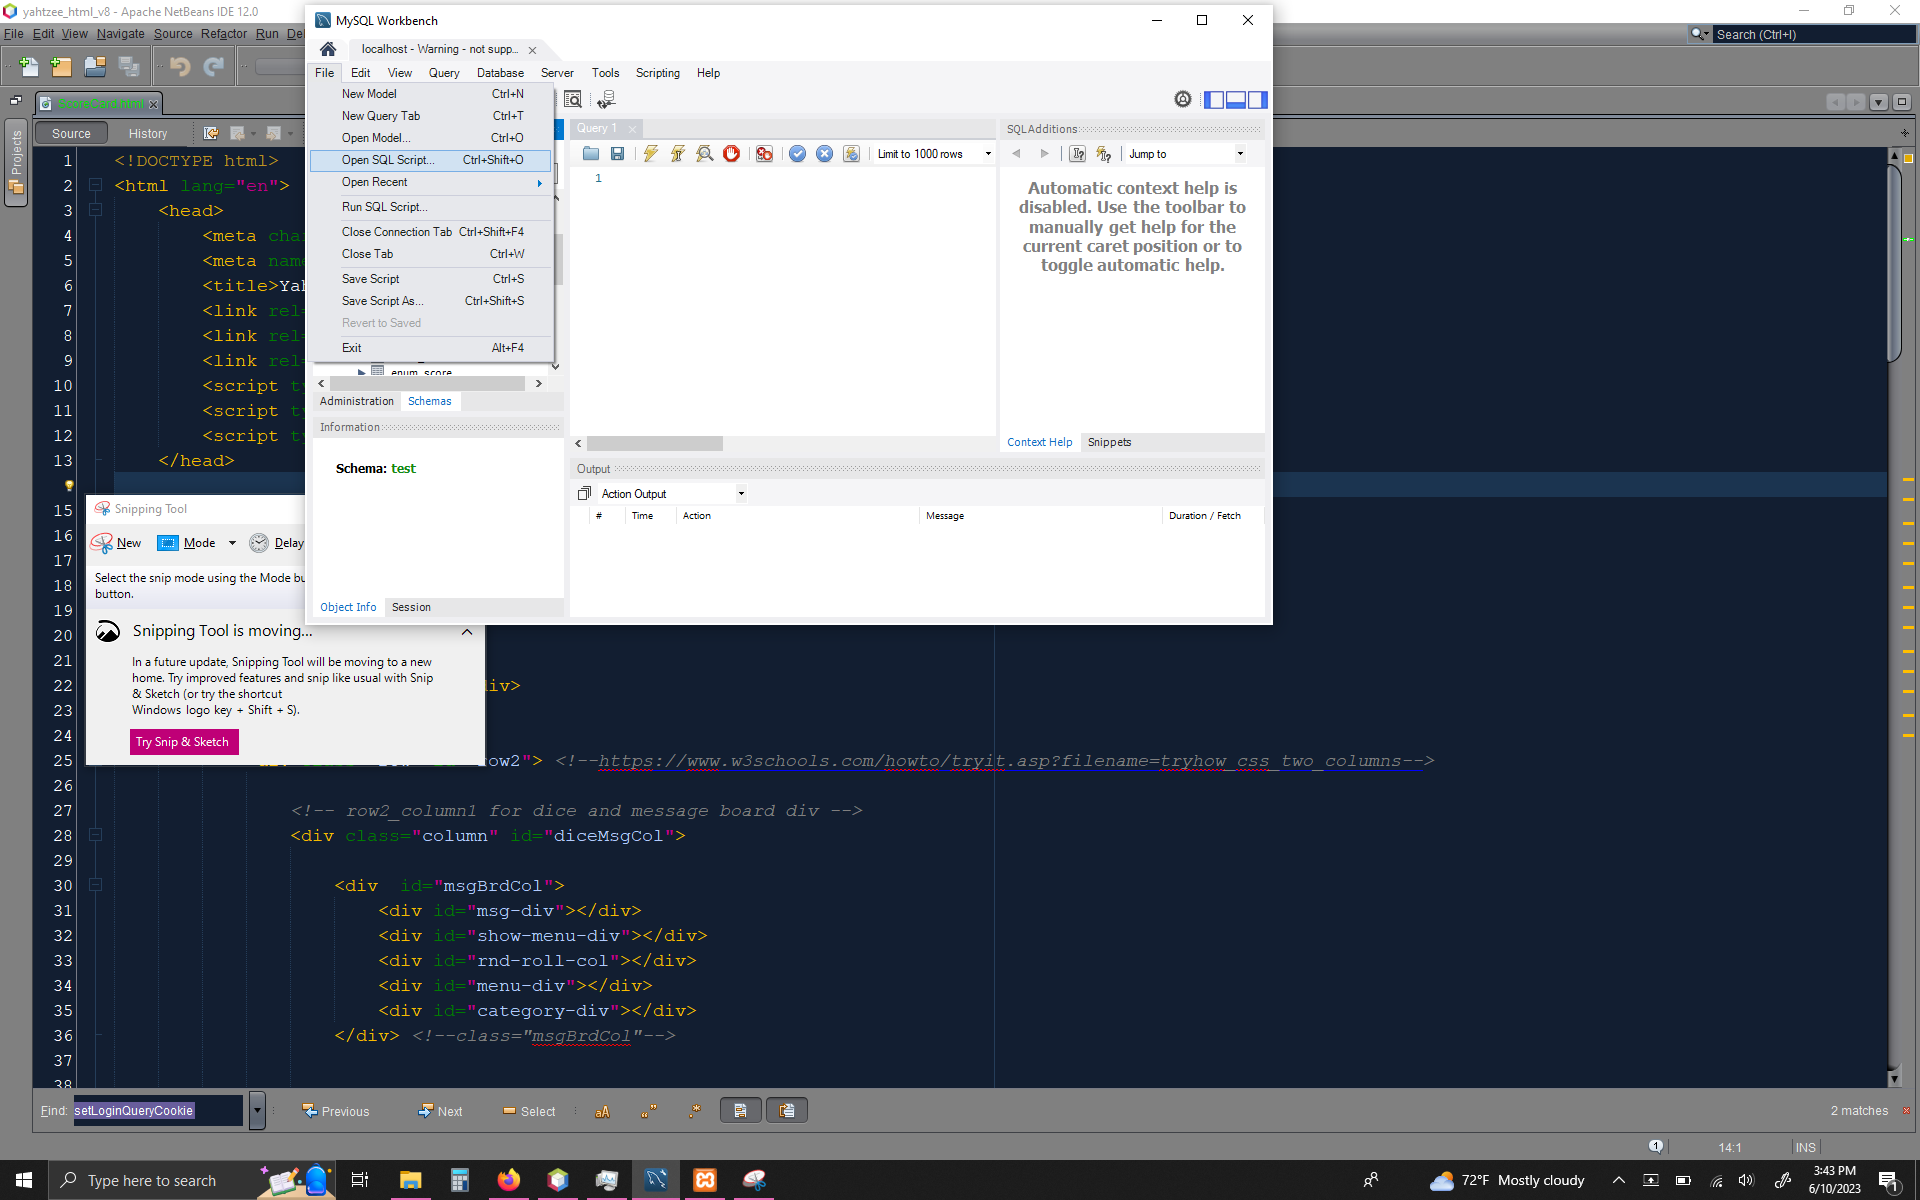 yahtzee_html_v8 - Apache NetBeans IDE 12.0
File Edit View Navigate Source Refactor Run
Search (Ctrl+I)
Projects
Source
History
1 <!DOCTYPE html>
2 <html lang="en">
3 <head>
4 <meta
5 <meta
6 <title>
7 <link
8 <link
9 <link
10 <script
11 <script
12 <script
13 </head>
15
16
17
18
19
20
21
22
23
24
25 "> <!--https://www.w3schools.com/howto/tryit.asp?filename=tryhow_css_two_columns-->
26
27 <!-- row2_column1 for dice and message board div -->
28 <div class="column" id="diceMsgCol">
29
30 <div id="msgBrdCol">
31 <div id="msg-div"></div>
32 <div id="show-menu-div"></div>
33 <div id="rnd-roll-col"></div>
34 <div id="menu-div"></div>
35 <div id="category-div"></div>
36 </div> <!--class="msgBrdCol"-->
37
38
MySQL Workbench
localhost - Warning - not supp...
File Edit View Query Database Server Tools Scripting Help
New Model Ctrl+N
New Query Tab Ctrl+T
Open Model... Ctrl+O
Open SQL Script... Ctrl+Shift+O
Open Recent
Run SQL Script...
Close Connection Tab Ctrl+Shift+F4
Close Tab Ctrl+W
Save Script Ctrl+S
Save Script As... Ctrl+Shift+S
Revert to Saved
Exit Alt+F4
enum_score
Administration Schemas
Information
Schema: test
Object Info Session
Query 1
Limit to 1000 rows
1
SQLAdditions
Jump to
Automatic context help is
disabled. Use the toolbar to
manually get help for the
current caret position or to
toggle automatic help.
Context Help Snippets
Output
Action Output
# Time Action Message Duration / Fetch
Snipping Tool
New Mode Delay
Select the snip mode using the Mode
button.
Snipping Tool is moving...
In a future update, Snipping Tool will be moving to a new
home. Try improved features and snip like usual with Snip
& Sketch (or try the shortcut
Windows logo key + Shift + S).
Try Snip & Sketch
Find: setLoginQueryCookie
Previous Next Select
aA
2 matches
1
14:1 INS
Type here to search
72°F Mostly cloudy
3:43 PM
6/10/2023
1